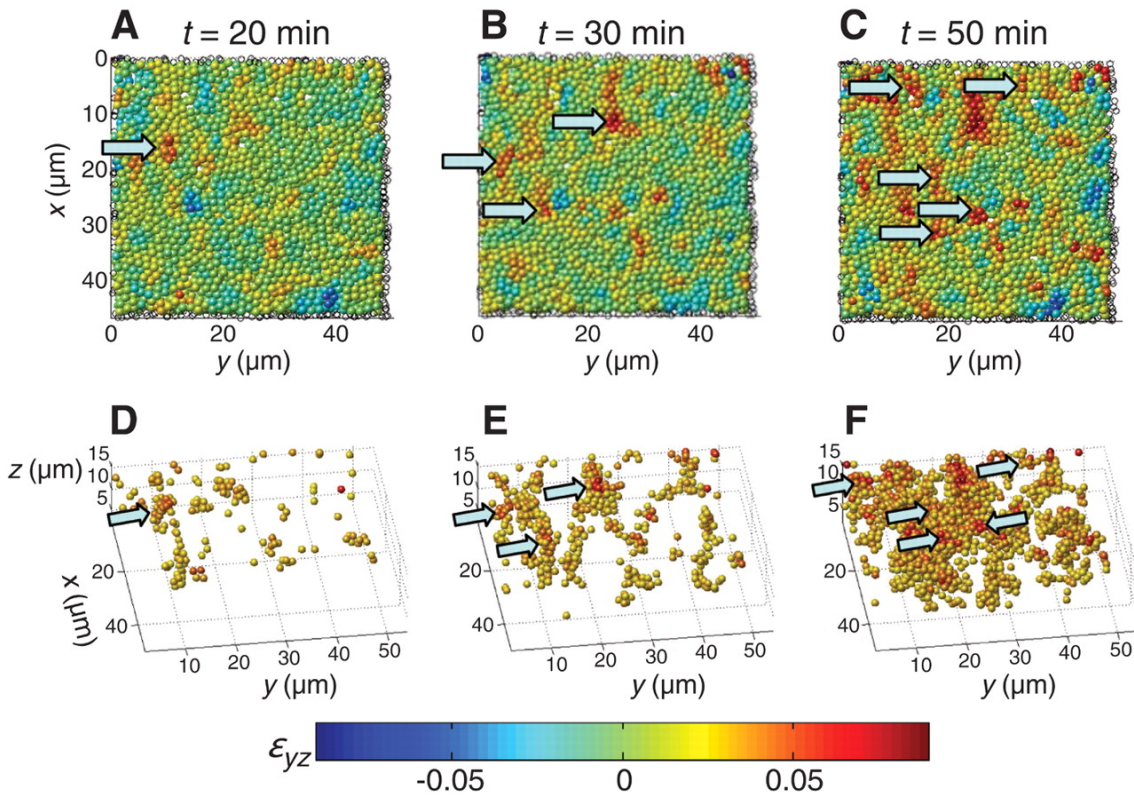 A t = 20 min B t = 30 min C t = 50 min
0
10
20
30
40
x (µm)
0 20 40 0 20 40 0 20 40
y (µm) y (µm) y (µm)
D E F
z (µm) 15 15 15
10 10 10
5 5 5
20 20 20
x (µm)
40 40 40
10 20 30 40 50 10 20 30 40 50 10 20 30 40 50
y (µm) y (µm) y (µm)
εyz
-0.05 0 0.05